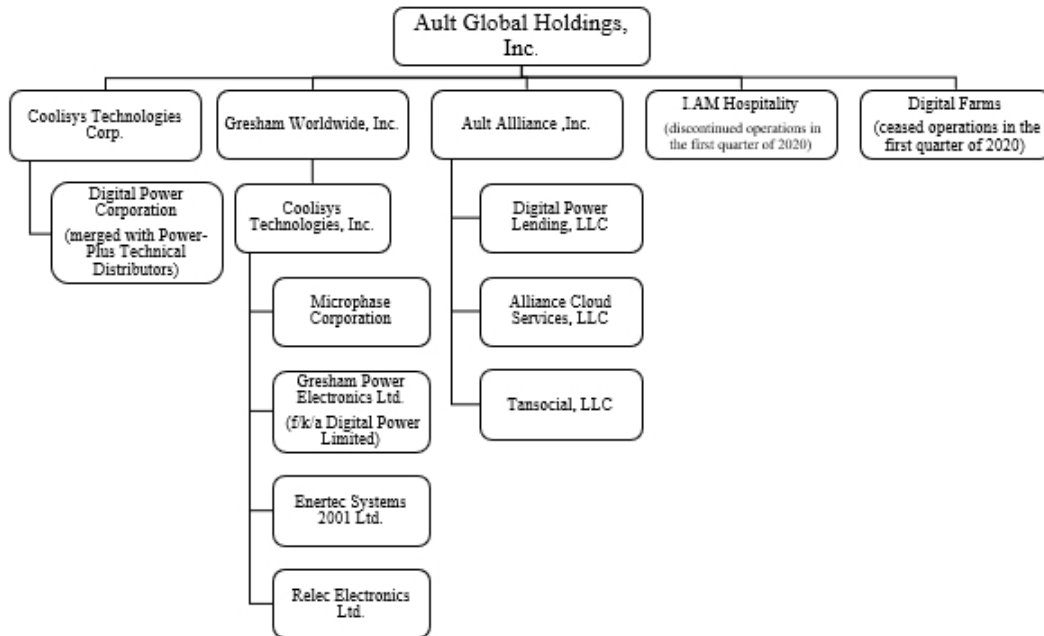 Ault Global Holdings,
Inc.
Coolisys Technologies
Corp.
Gresham Worldwide, Inc.
Ault Allliance ,Inc.
I.AM Hospitality
(discontinued operations in
the first quarter of 2020)
Digital Farms
(ceased operations in the
first quarter of 2020)
Digital Power
Corporation
(merged with Power-
Plus Technical
Distributors)
Coolisys
Technologies, Inc.
Digital Power
Lending, LLC
Microphase
Corporation
Alliance Cloud
Services, LLC
Gresham Power
Electronics Ltd.
(f/k/a Digital Power
Limited)
Tansocial, LLC
Enertec Systems
2001 Ltd.
Relec Electronics
Ltd.